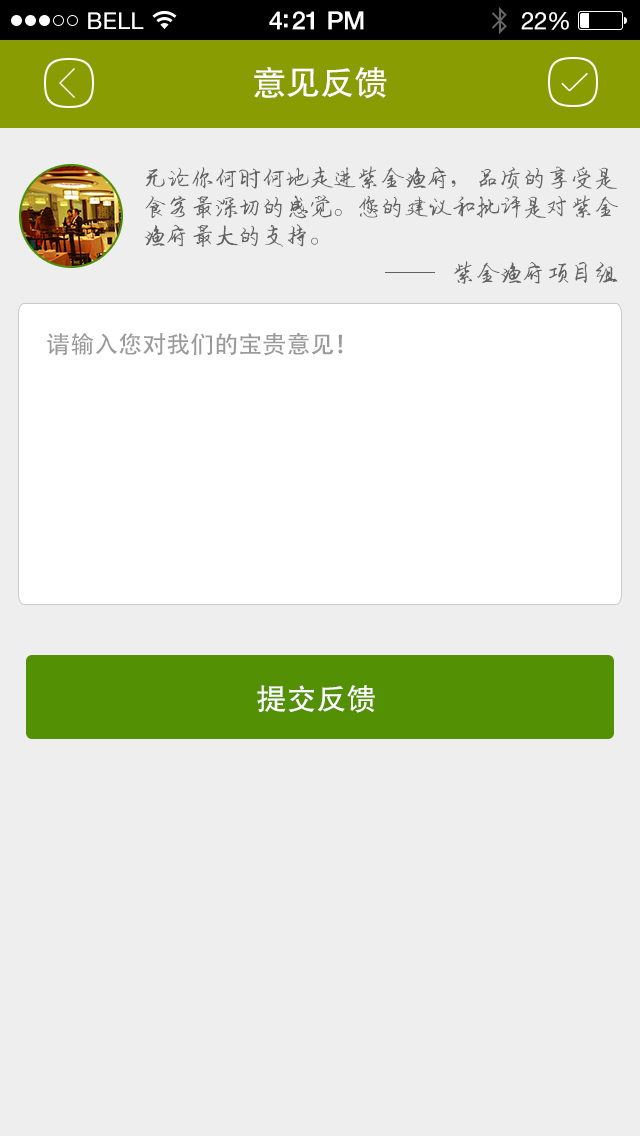 BELL 4:21 PM 22%
意见反馈
无论你何时何地走进紫金渔府，品质的享受是
食客最深切的感觉。您的建议和批评是对紫金
渔府最大的支持。
—— 紫金渔府项目组
请输入您对我们的宝贵意见！
提交反馈